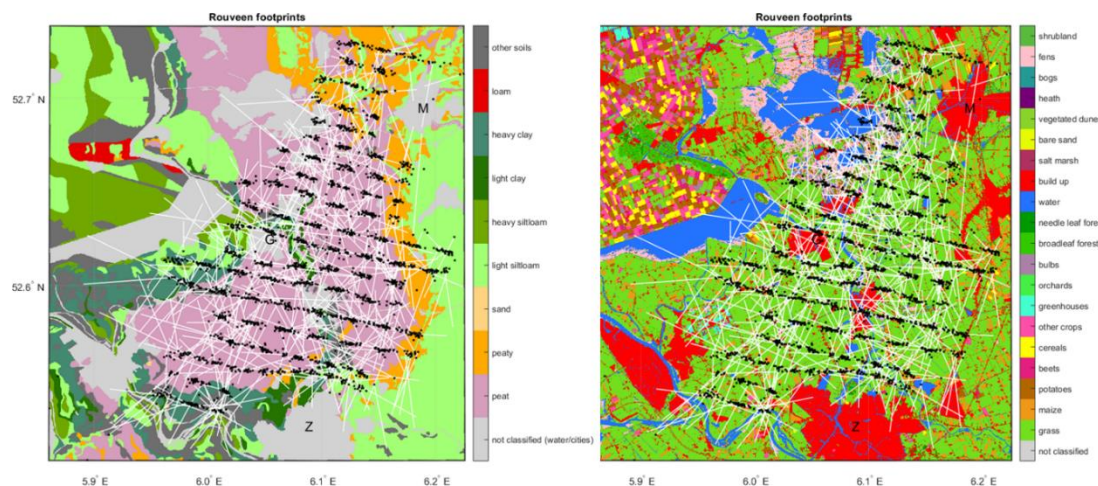 Rouveen footprints
52.7° N
52.6° N
5.9° E
6.0° E
6.1° E
6.2° E
M
G
Z
other soils
loam
heavy clay
light clay
heavy siltloam
light siltloam
sand
peaty
peat
not classified (water/cities)
Rouveen footprints
M
G
Z
5.9° E
6.0° E
6.1° E
6.2° E
shrubland
fens
bogs
heath
vegetated dune
bare sand
salt marsh
build up
water
needle leaf fore
broadleaf forest
bulbs
orchards
greenhouses
other crops
cereals
beets
potatoes
maize
grass
not classified